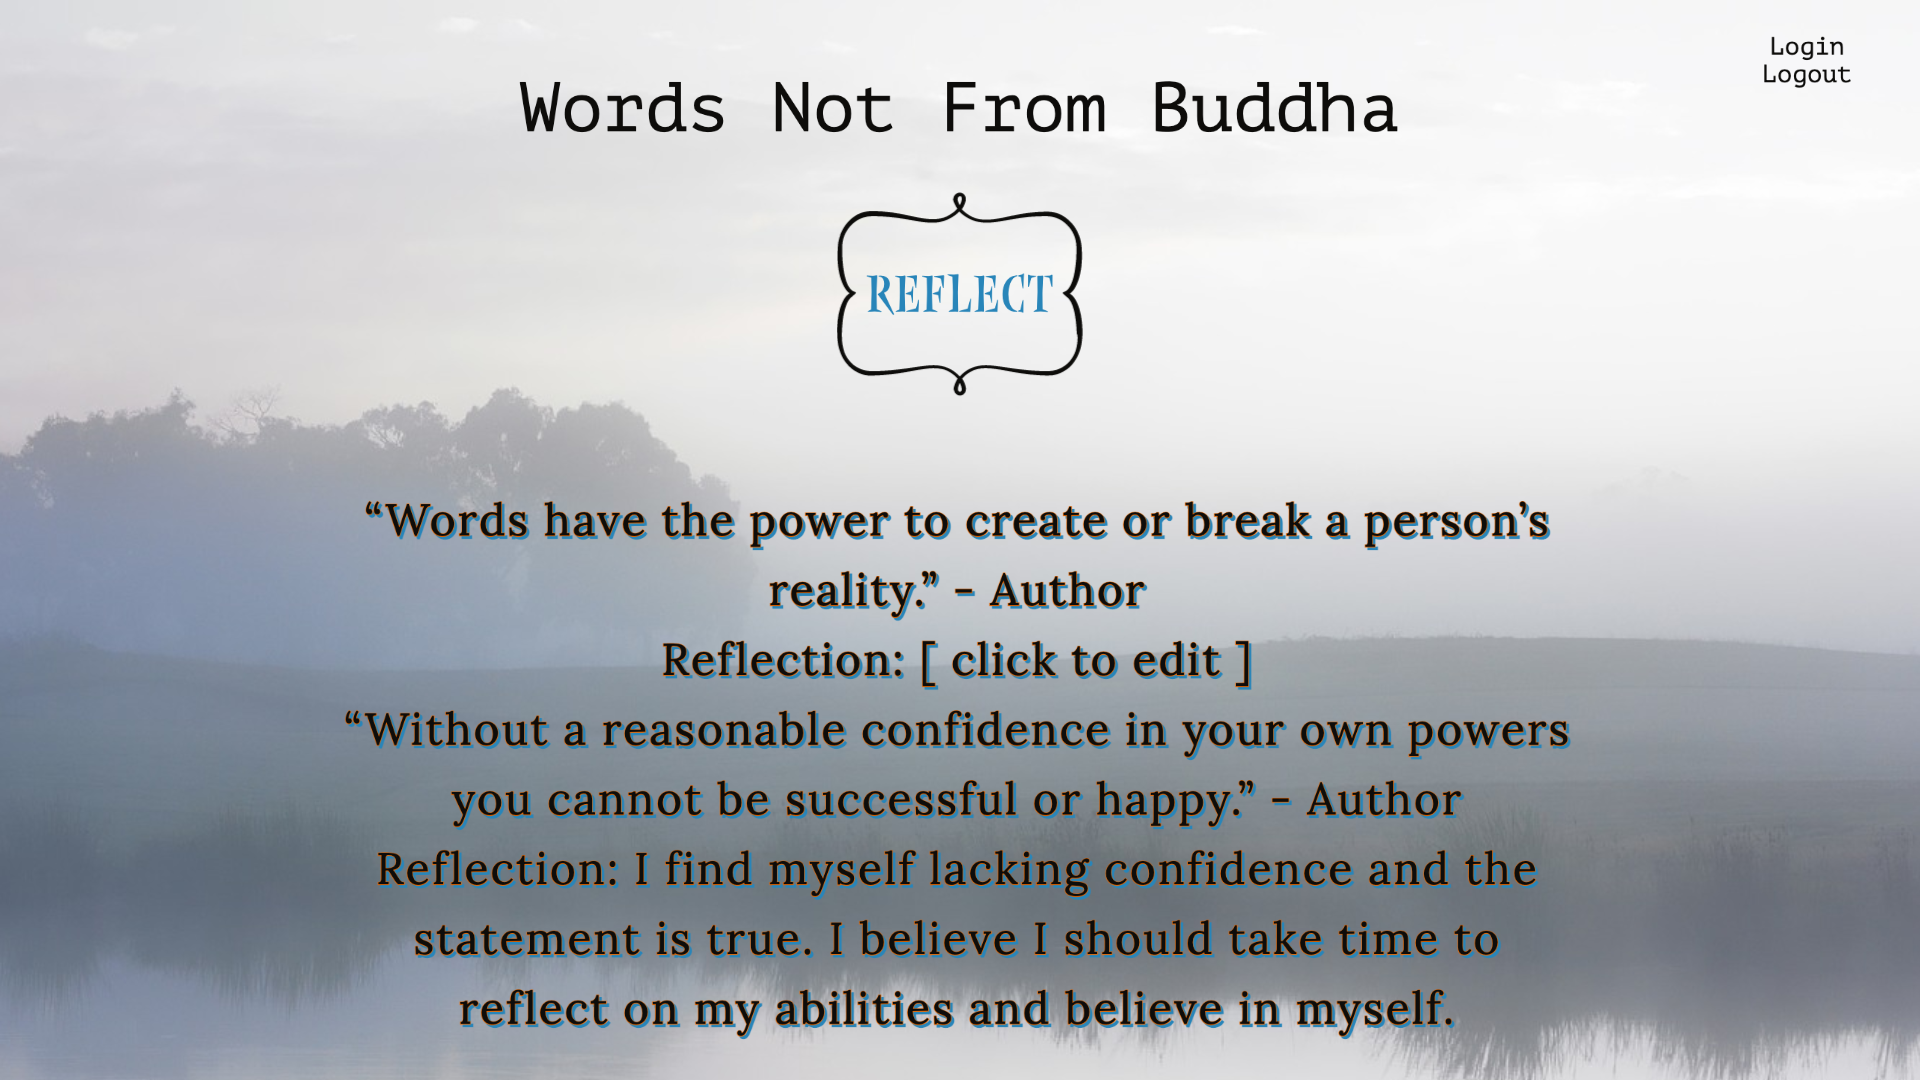 Login
Logout
Words Not From Buddha
REFLECT
“Words have the power to create or break a person’s
reality.” - Author
Reflection: [ click to edit ]
“Without a reasonable confidence in your own powers
you cannot be successful or happy.” - Author
Reflection: I find myself lacking confidence and the
statement is true. I believe I should take time to
reflect on my abilities and believe in myself.